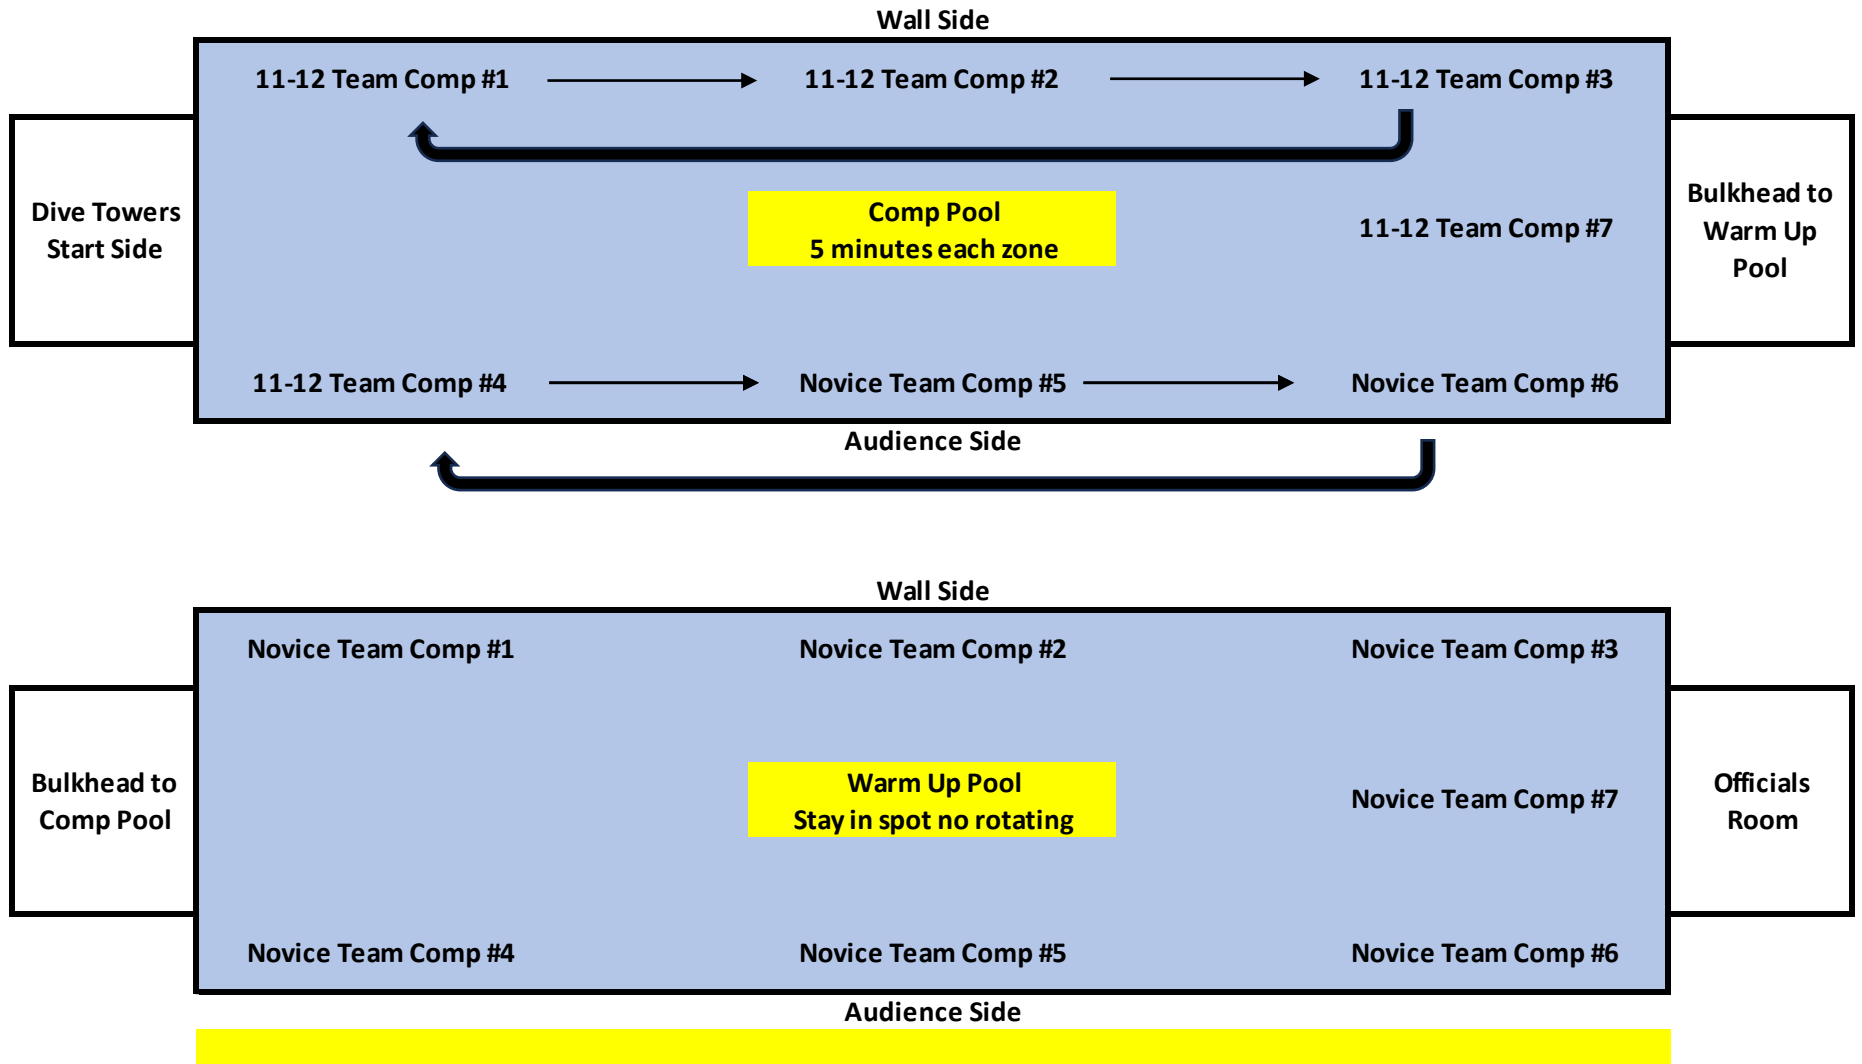 Wall Side
11-12 Team Comp #1
11-12 Team Comp #2
11-12 Team Comp #3
Dive Towers
Start Side
Comp Pool
5 minutes each zone
11-12 Team Comp #7
Bulkhead to
Warm Up
Pool
11-12 Team Comp #4
Novice Team Comp #5
Novice Team Comp #6
Audience Side
Wall Side
Novice Team Comp #1
Novice Team Comp #2
Novice Team Comp #3
Bulkhead to
Comp Pool
Warm Up Pool
Stay in spot no rotating
Novice Team Comp #7
Officials
Room
Novice Team Comp #4
Novice Team Comp #5
Novice Team Comp #6
Audience Side